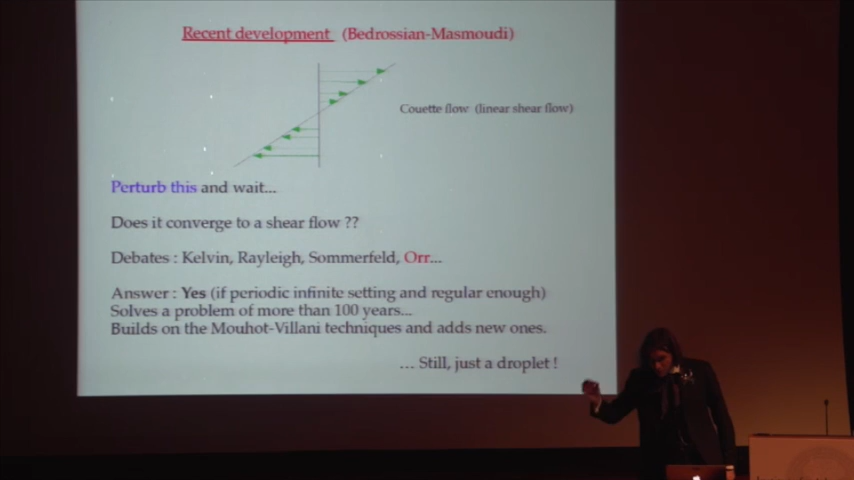 Recent development (Bedrossian-Masmoudi)
Couette flow (linear shear flow)
Perturb this and wait...
Does it converge to a shear flow ??
Debates : Kelvin, Rayleigh, Sommerfeld, Orr...
Answer : Yes (if periodic infinite setting and regular enough)
Solves a problem of more than 100 years...
Builds on the Mouhot-Villani techniques and adds new ones.
... Still, just a droplet !